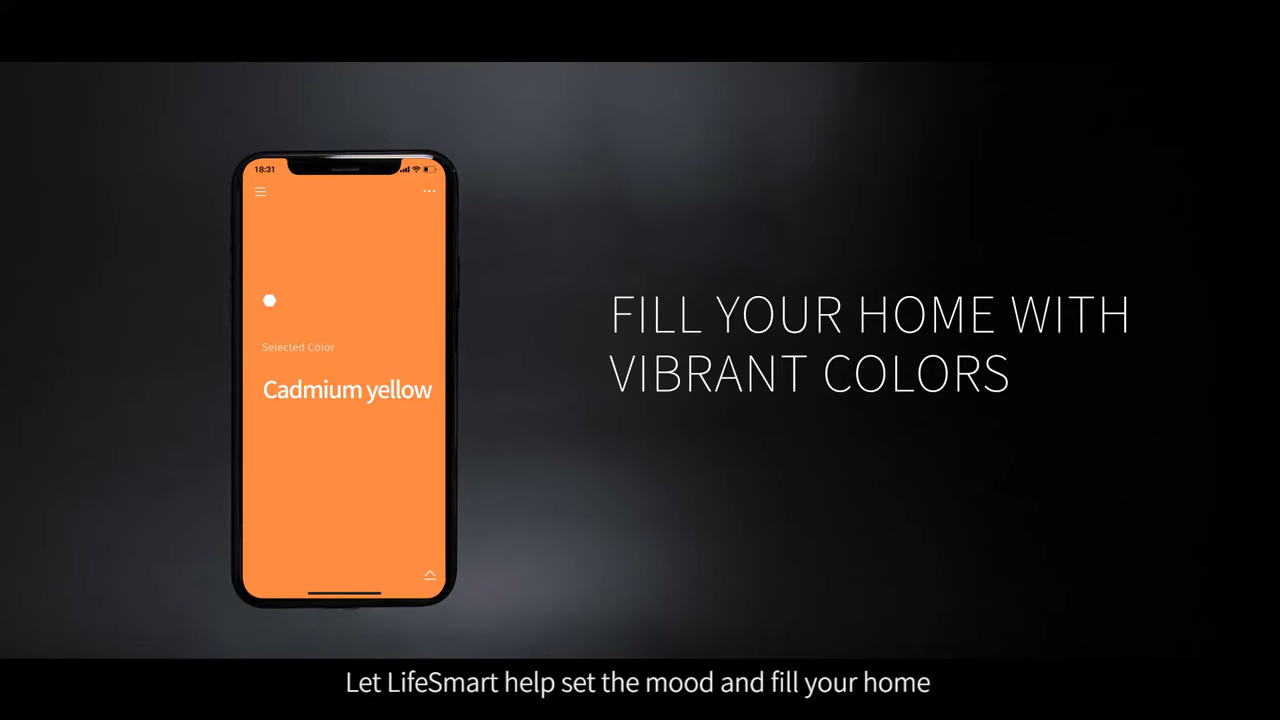 18:31
Selected Color
Cadmium yellow
FILL YOUR HOME WITH
VIBRANT COLORS
Let LifeSmart help set the mood and fill your home